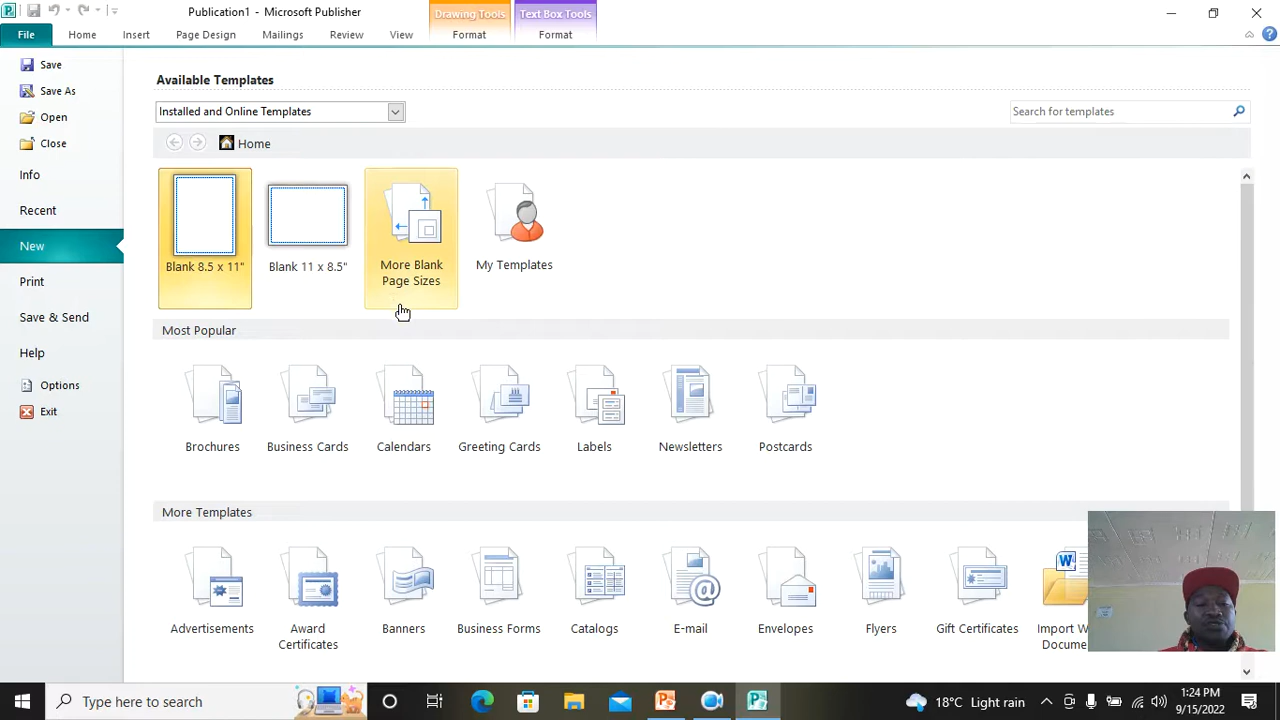 Publication1 - Microsoft Publisher
Drawing Tools
Text Box Tools
File
Home
Insert
Page Design
Mailings
Review
View
Format
Format
Save
Save As
Open
Close
Info
Recent
New
Print
Save & Send
Help
Options
Exit
Available Templates
Installed and Online Templates
Search for templates
Home
Blank 8.5 x 11"
Blank 11 x 8.5"
More Blank
Page Sizes
My Templates
Most Popular
Brochures
Business Cards
Calendars
Greeting Cards
Labels
Newsletters
Postcards
More Templates
Advertisements
Award
Certificates
Banners
Business Forms
Catalogs
E-mail
Envelopes
Flyers
Gift Certificates
Import W
Docume
Type here to search
18°C Light rain
1:24 PM
9/15/2022